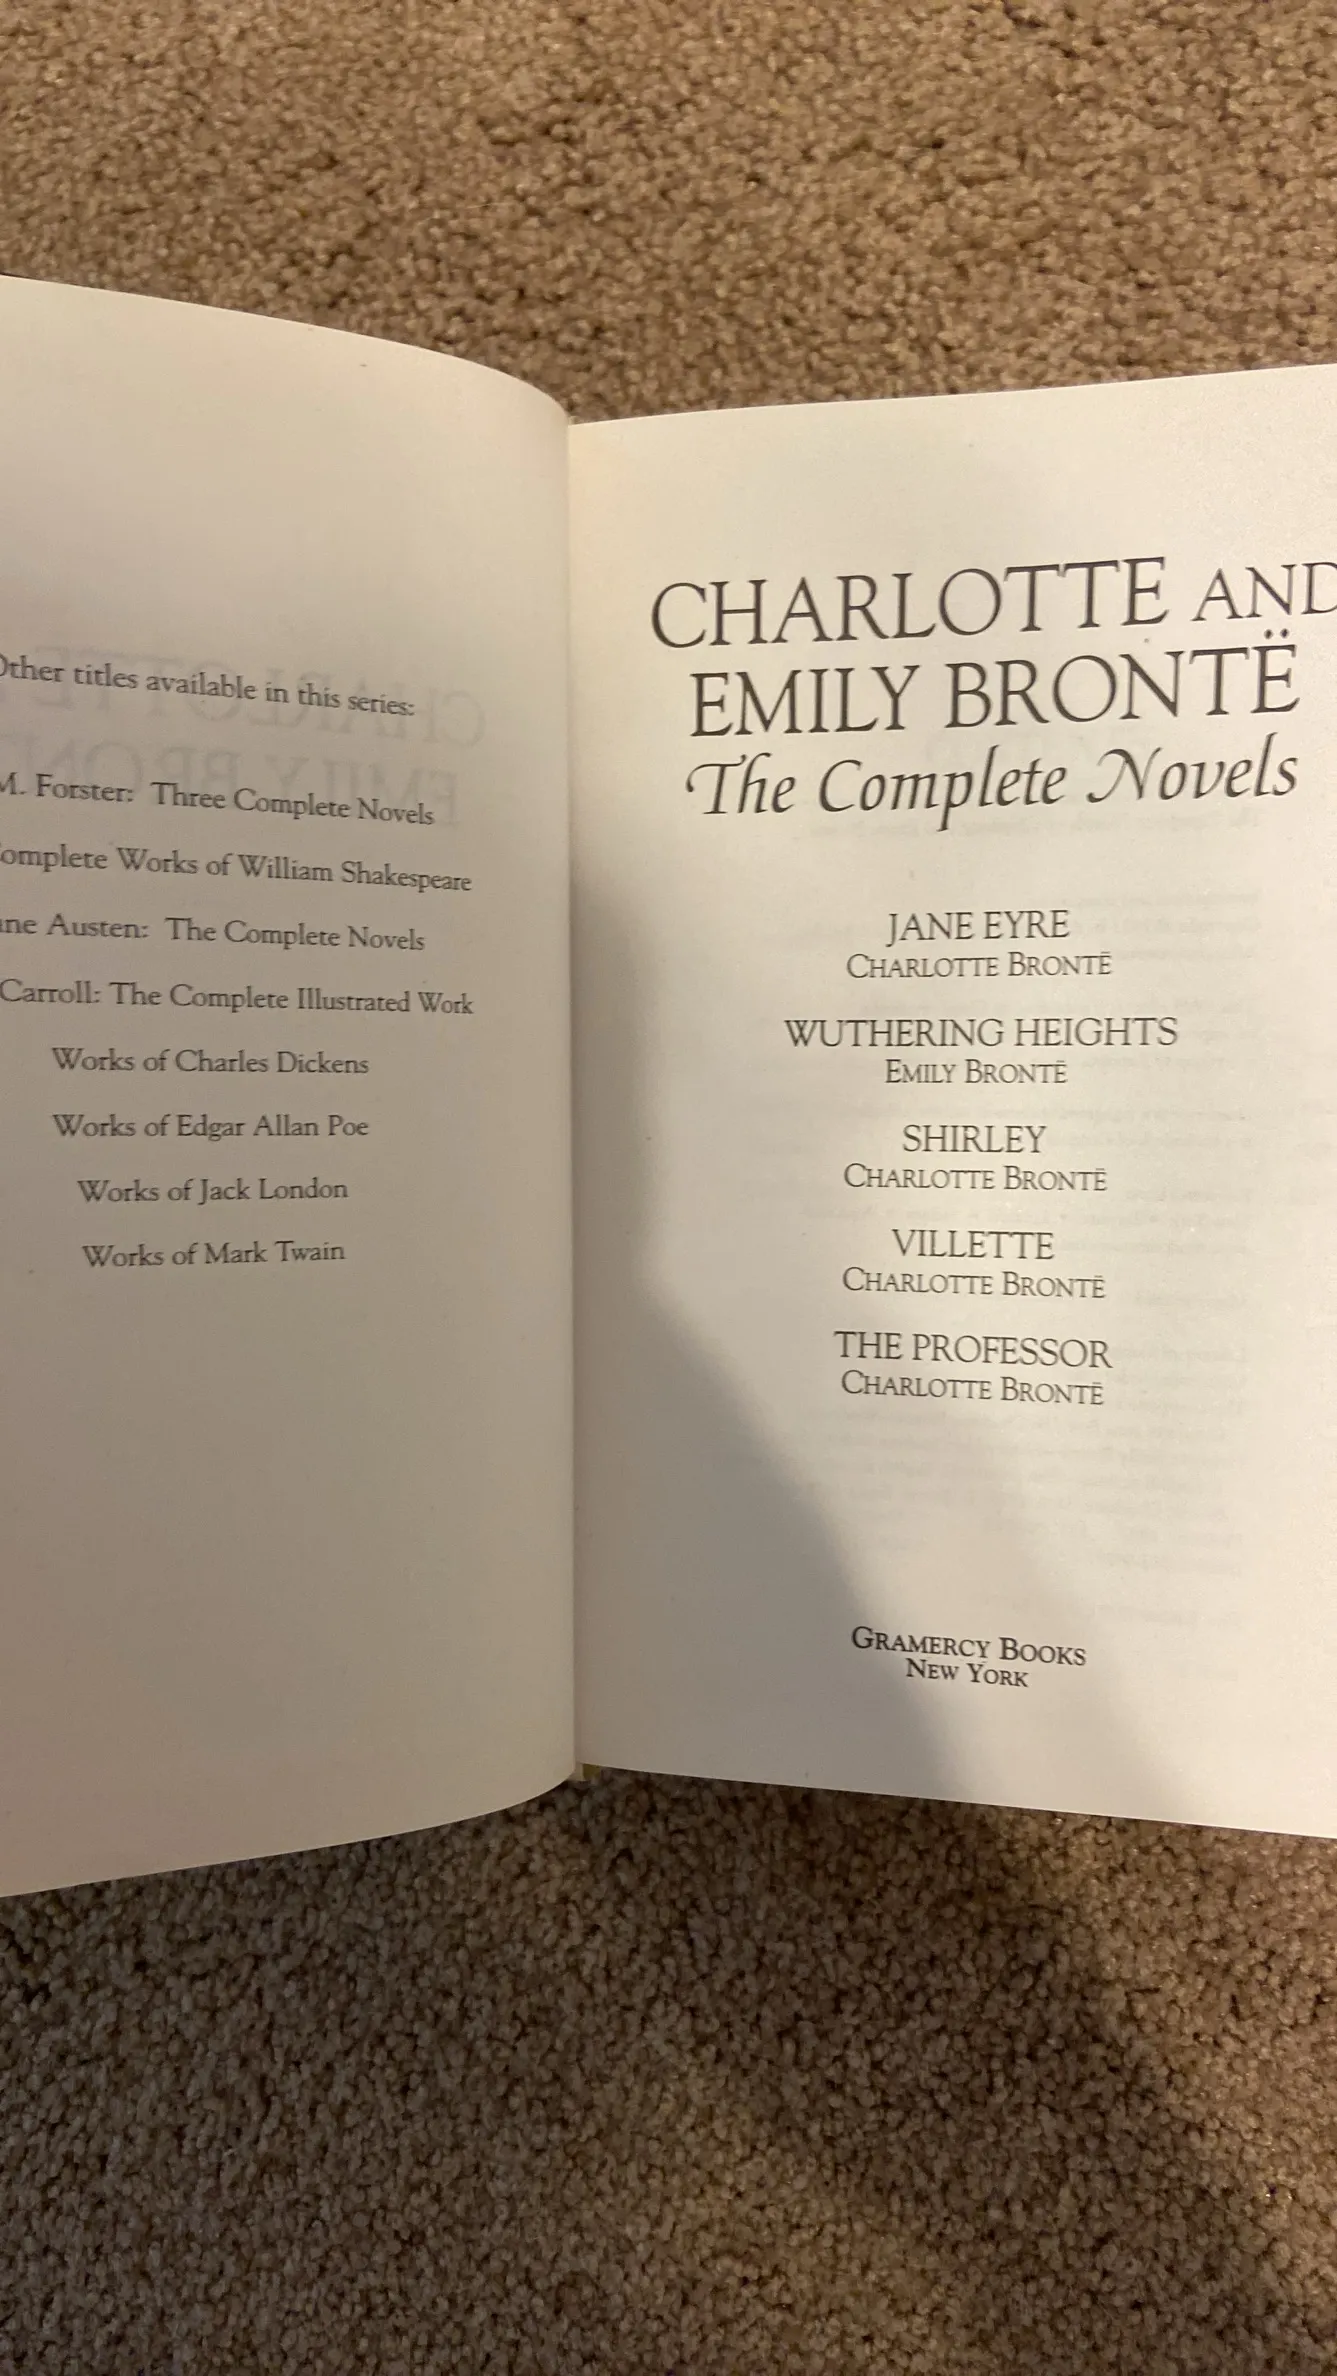 Other titles available in this series:
M. Forster: Three Complete Novels
Complete Works of William Shakespeare
Jane Austen: The Complete Novels
Carroll: The Complete Illustrated Work
Works of Charles Dickens
Works of Edgar Allan Poe
Works of Jack London
Works of Mark Twain
CHARLOTTE AND
EMILY BRONTË
The Complete Novels
JANE EYRE
CHARLOTTE BRONTË
WUTHERING HEIGHTS
EMILY BRONTË
SHIRLEY
CHARLOTTE BRONTË
VILLETTE
CHARLOTTE BRONTË
THE PROFESSOR
CHARLOTTE BRONTË
GRAMERCY BOOKS
NEW YORK